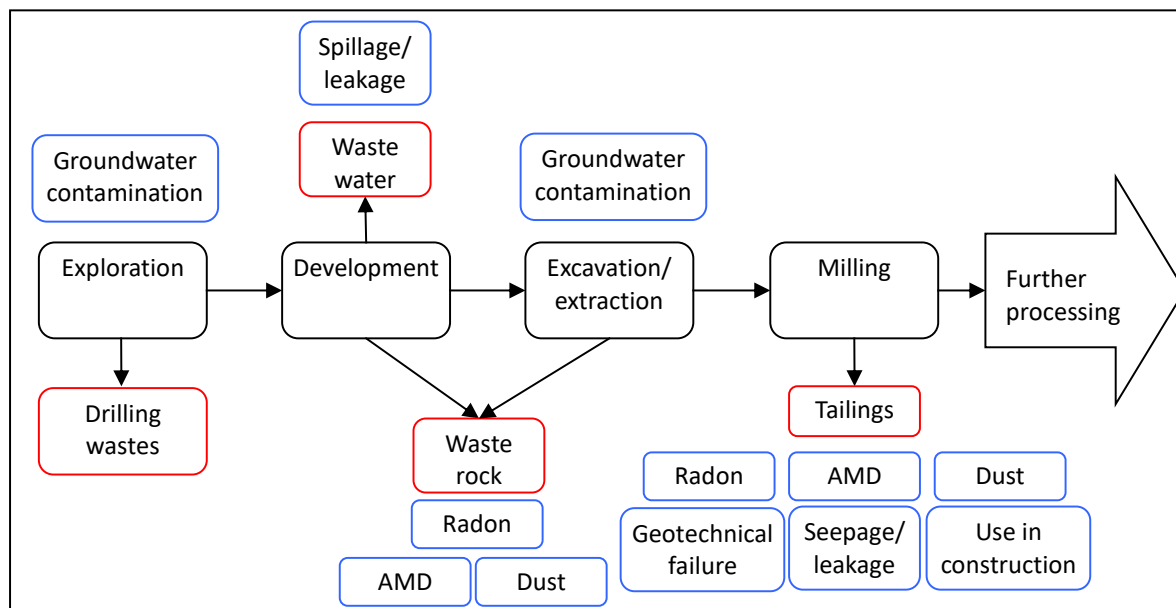 Spillage/
leakage
Waste
water
Groundwater
contamination
Groundwater
contamination
Exploration
Development
Excavation/
extraction
Milling
Further
processing
Drilling
wastes
Waste
rock
Tailings
Radon
AMD
Dust
Radon
AMD
Dust
Geotechnical
failure
Seepage/
leakage
Use in
construction